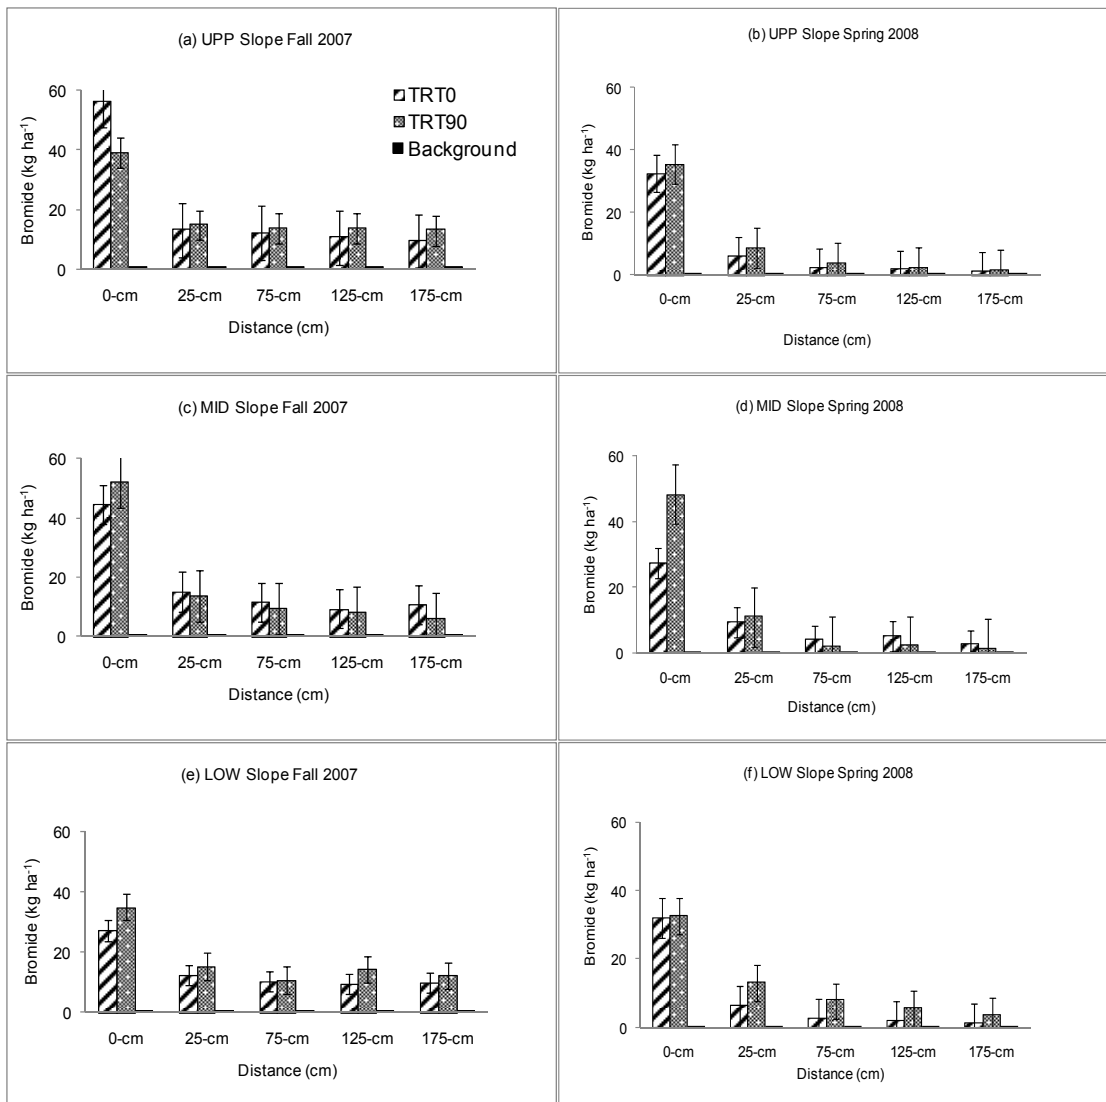 (a) UPP Slope Fall 2007
60
40
20
0
Bromide (kg ha⁻¹)
TRT0
TRT90
Background
0-cm 25-cm 75-cm 125-cm 175-cm
Distance (cm)
(b) UPP Slope Spring 2008
60
40
20
0
Bromide (kg ha⁻¹)
0-cm 25-cm 75-cm 125-cm 175-cm
Distance (cm)
(c) MID Slope Fall 2007
60
40
20
0
Bromide (kg ha⁻¹)
0-cm 25-cm 75-cm 125-cm 175-cm
Distance (cm)
(d) MID Slope Spring 2008
60
40
20
0
Bromide (kg ha⁻¹)
0-cm 25-cm 75-cm 125-cm 175-cm
Distance (cm)
(e) LOW Slope Fall 2007
60
40
20
0
Bromide (kg ha⁻¹)
0-cm 25-cm 75-cm 125-cm 175-cm
Distance (cm)
(f) LOW Slope Spring 2008
60
40
20
0
Bromide (kg ha⁻¹)
0-cm 25-cm 75-cm 125-cm 175-cm
Distance (cm)